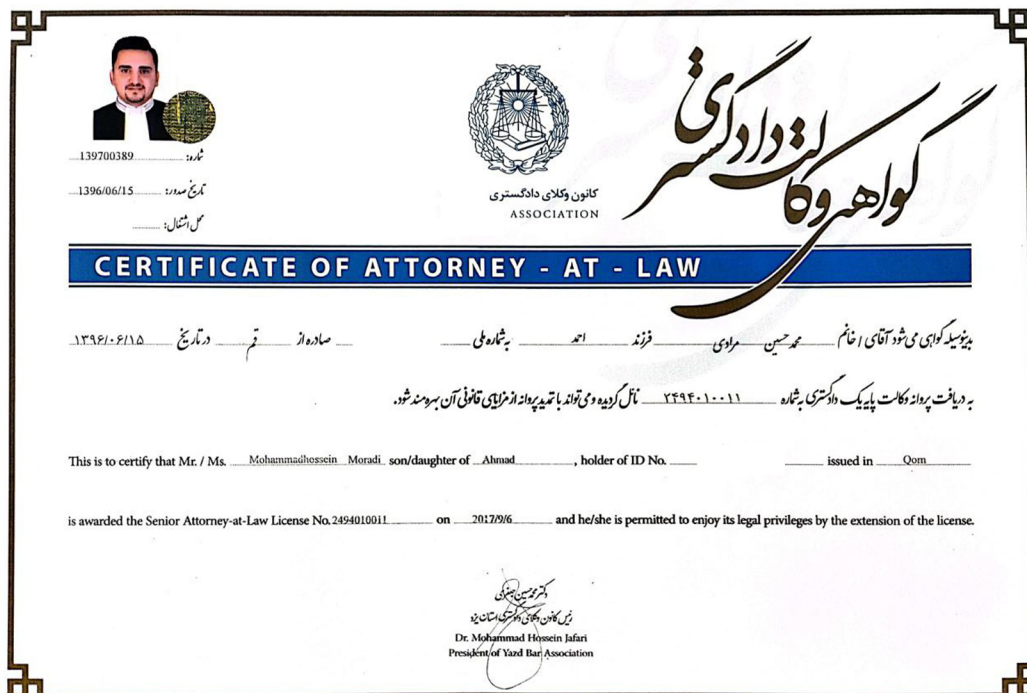 گواهی وکالت دادگستری
شماره: 139700389
تاریخ صدور: 1396/06/15
محل اشتغال:
کانون وکلای دادگستری
ASSOCIATION
CERTIFICATE OF ATTORNEY - AT - LAW
بدینوسیله گواهی می شود آقای / خانم محمدحسین مرادی فرزند احمد به شماره ملی صادره از قم در تاریخ ۱۳۹۶/۰۶/۱۵
به دریافت پروانه وکالت پایه یک دادگستری به شماره ۲۴۹۴۰۱۰۰۱۱ نائل گردیده و می تواند با تمدید پروانه از مزایای قانونی آن بهره مند شود.
This is to certify that Mr. / Ms. Mohammadhossein Moradi son/daughter of Ahmad, holder of ID No. issued in Qom
is awarded the Senior Attorney-at-Law License No. 2494010011 on 2017/9/6 and he/she is permitted to enjoy its legal privileges by the extension of the license.
دکتر محمدحسین جعفری
رئیس کانون وکلای دادگستری استان یزد
Dr. Mohammad Hossein Jafari
President of Yazd Bar Association